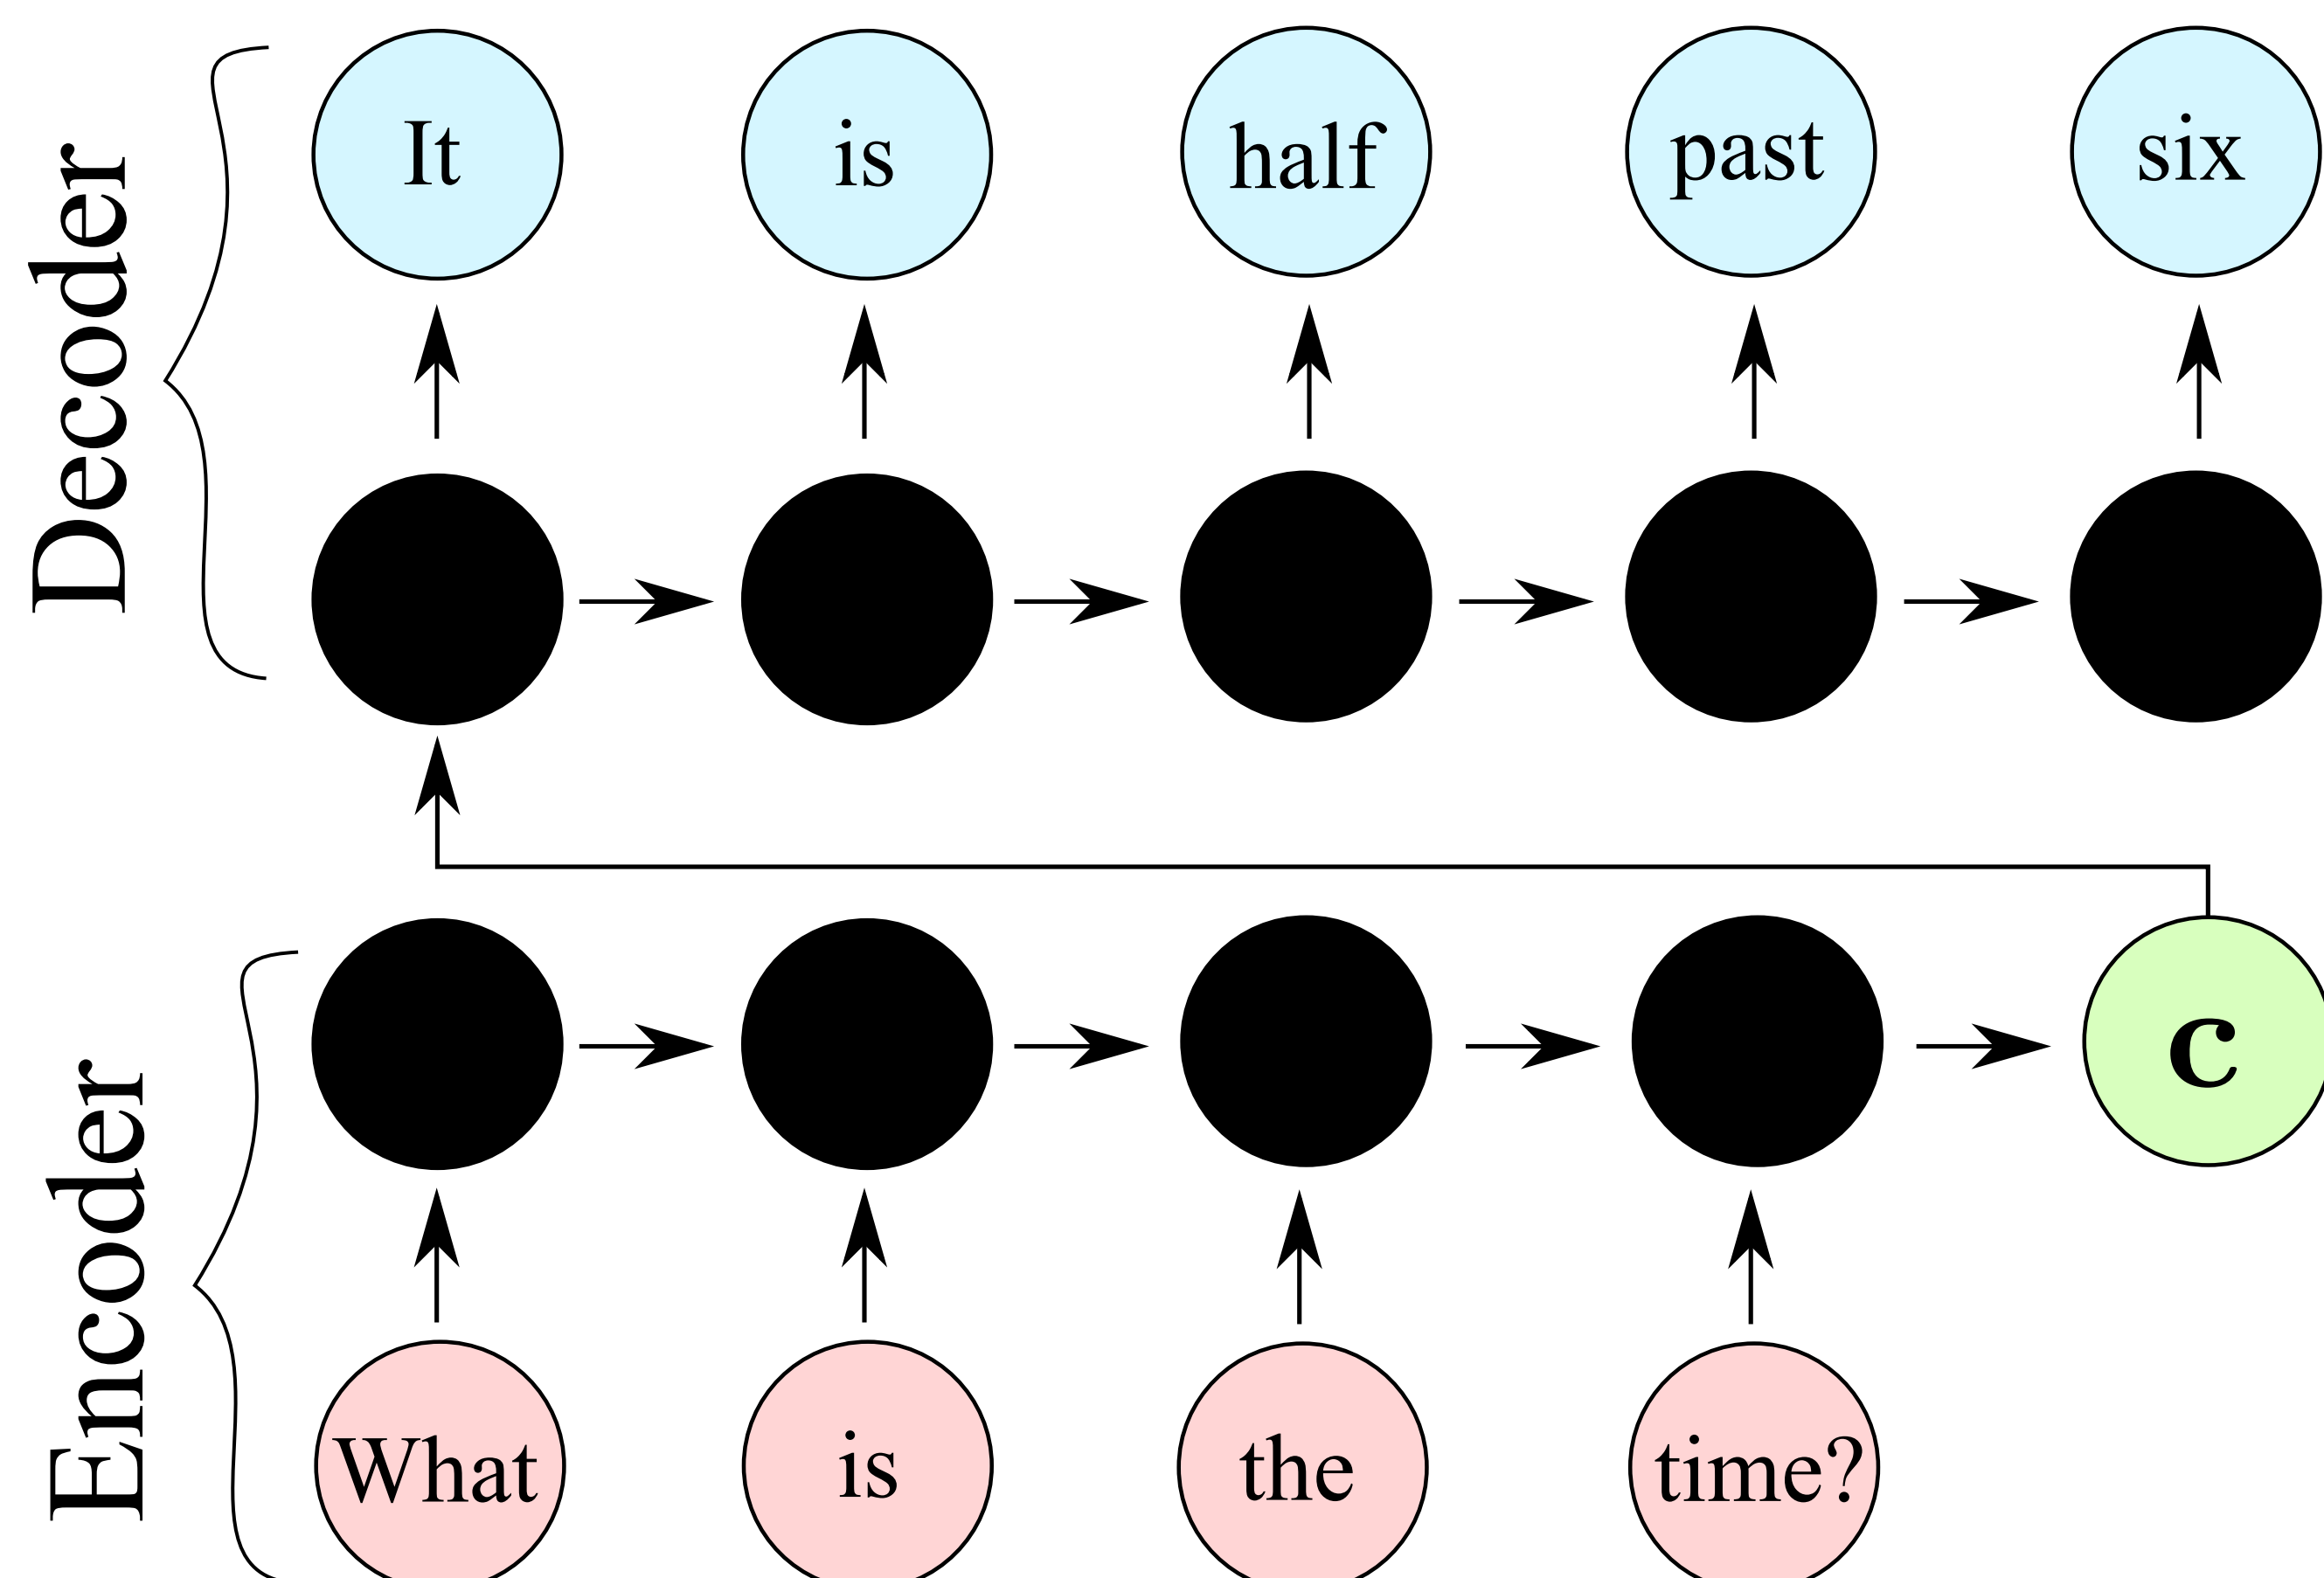 Decoder
It is half past six
Encoder
c
What is the time?